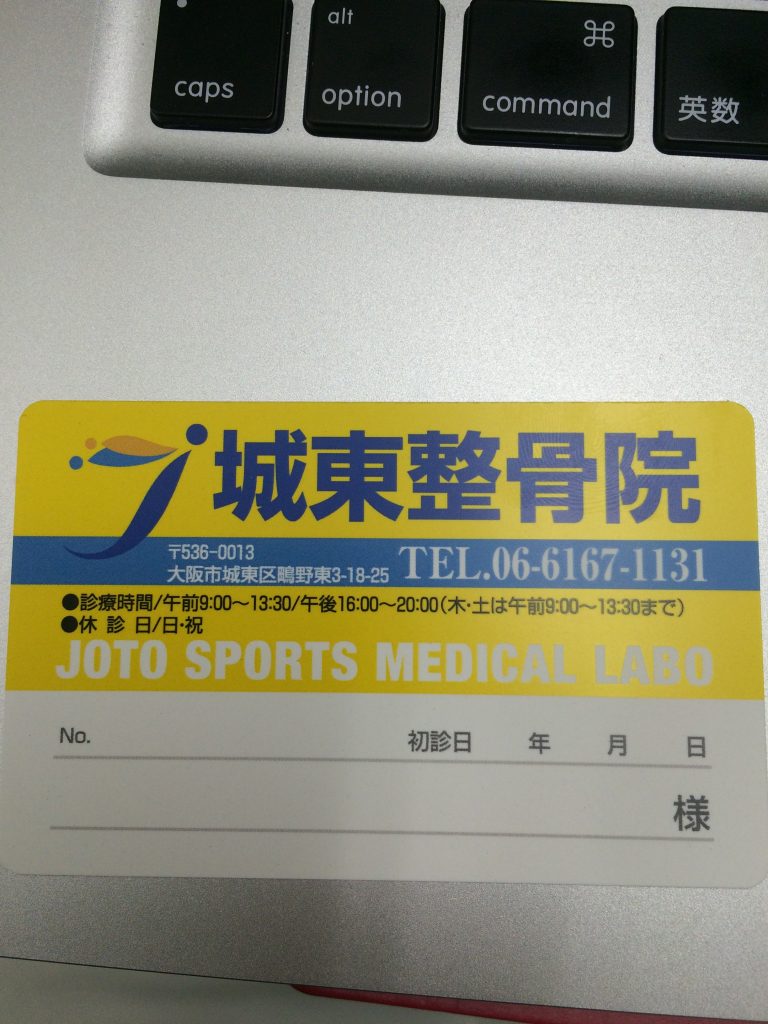 alt
⌘
caps
option
command
英数
城東整骨院
〒536-0013
大阪市城東区鴫野東3-18-25
TEL.06-6167-1131
●診療時間/午前9:00〜13:30/午後16:00〜20:00(木・土は午前9:00〜13:30まで)
●休 診 日/日・祝
JOTO SPORTS MEDICAL LABO
No. 初診日 年 月 日
様